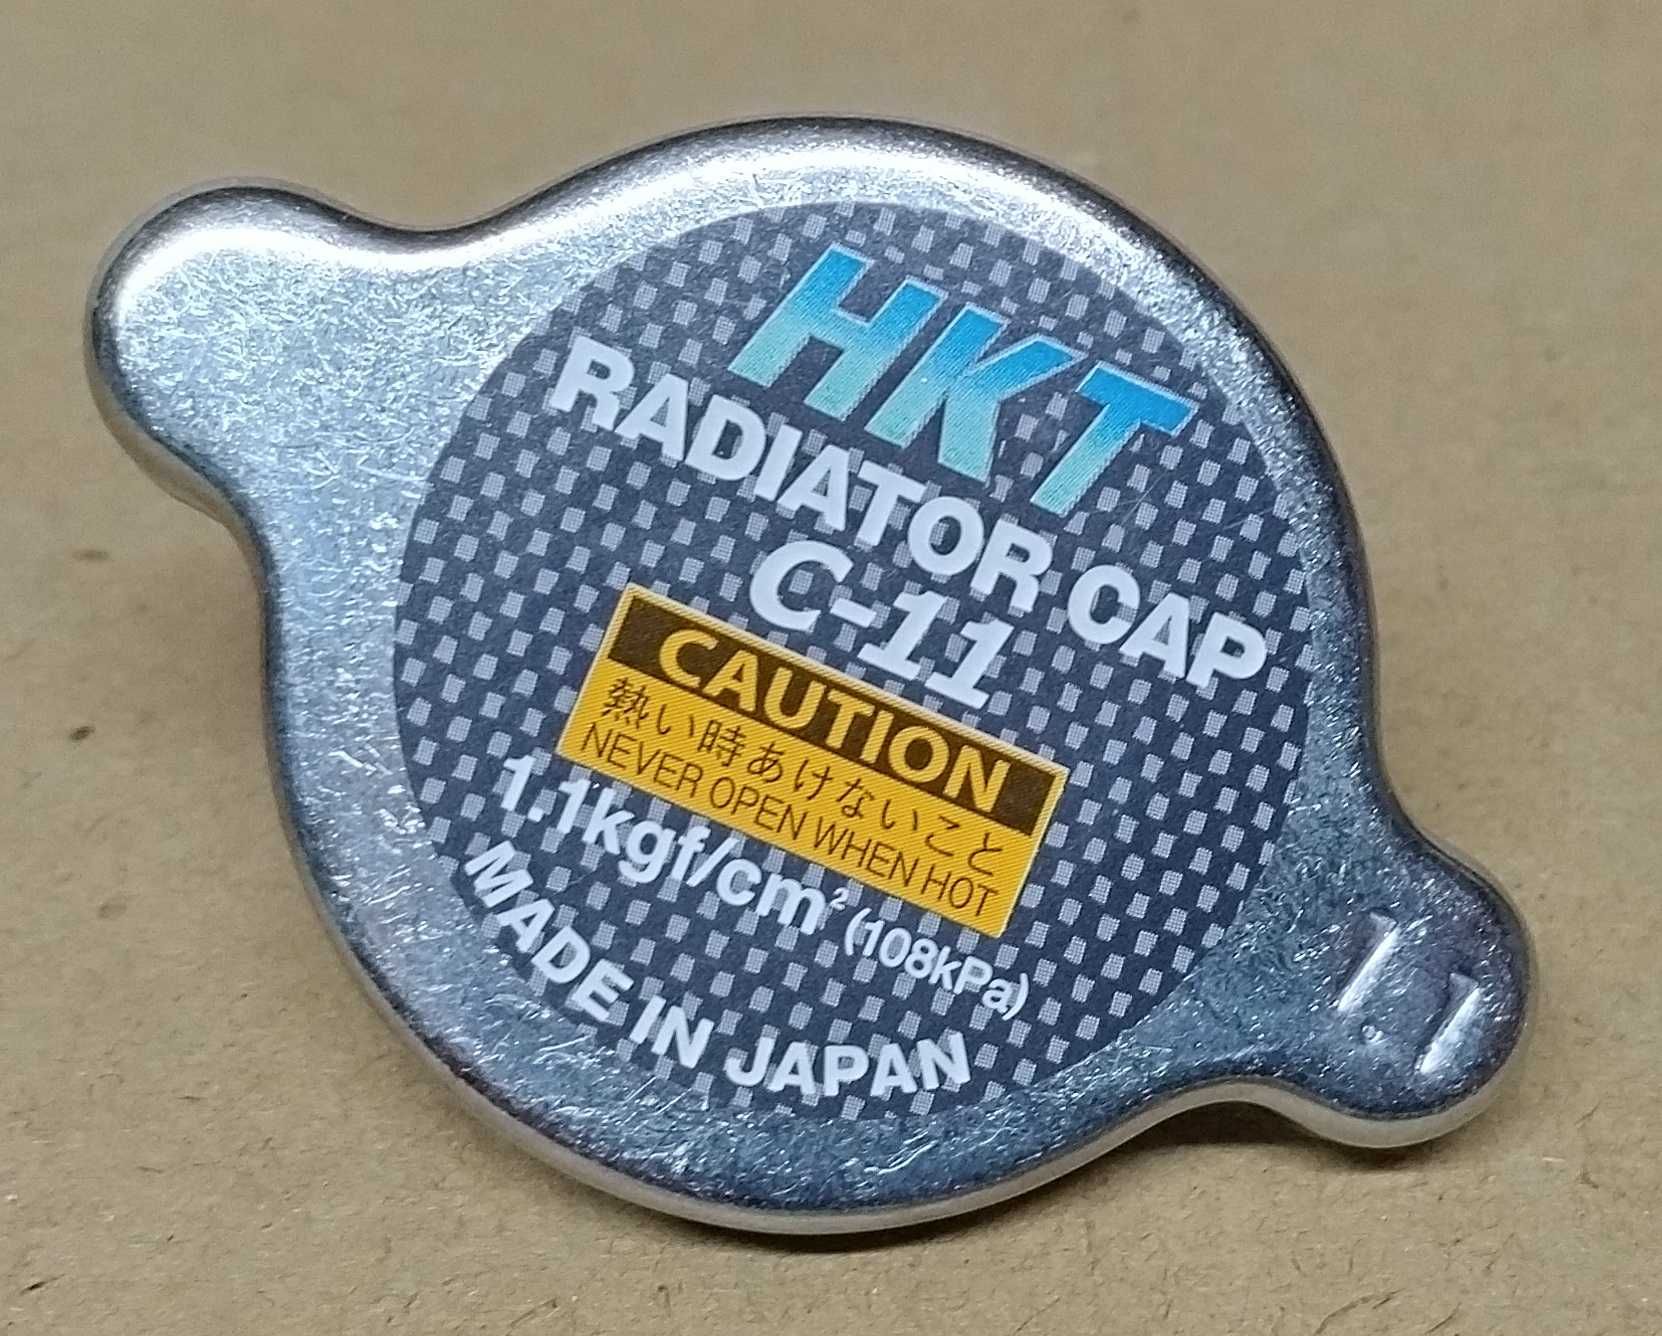 HKT
RADIATOR CAP
C-11
CAUTION
熱い時あけないこと
NEVER OPEN WHEN HOT
1.1kgf/cm² (108kPa)
MADE IN JAPAN
1.1